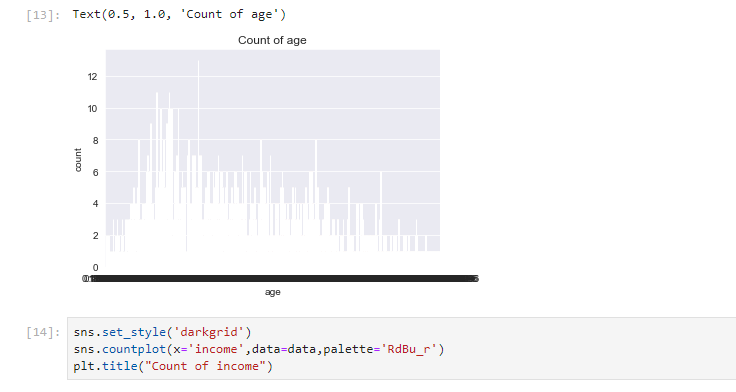 [13]: Text(0.5, 1.0, 'Count of age')
Count of age
12
10
8
6
4
2
0
count
age
[14]: sns.set_style('darkgrid')
sns.countplot(x='income',data=data,palette='RdBu_r')
plt.title("Count of income")